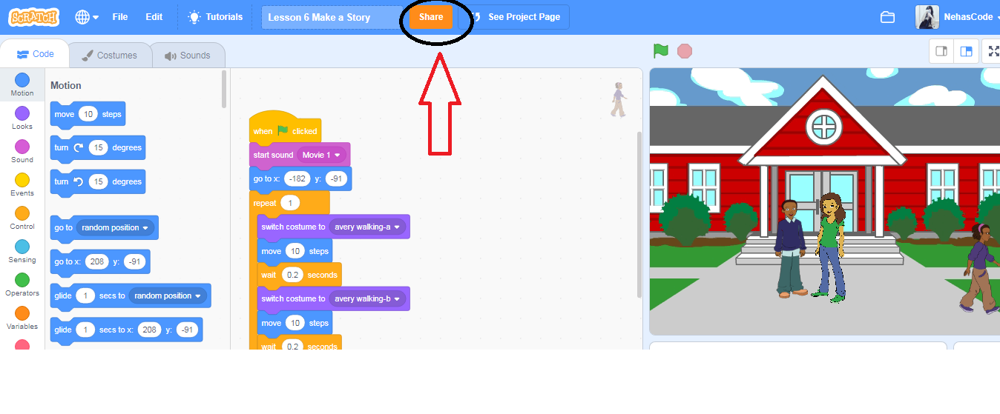 SCRATCH File Edit Tutorials Lesson 6 Make a Story Share See Project Page NehasCode
Code Costumes Sounds
Motion
Looks
Sound
Events
Control
Sensing
Operators
Variables
Motion
move 10 steps
turn 15 degrees
turn 15 degrees
go to random position
go to x: 208 y: -91
glide 1 secs to random position
glide 1 secs to x: 208 y: -91
when clicked
start sound Movie 1
go to x: -182 y: -91
repeat 1
switch costume to avery walking-a
move 10 steps
wait 0.2 seconds
switch costume to avery walking-b
move 10 steps
wait 0.2 seconds